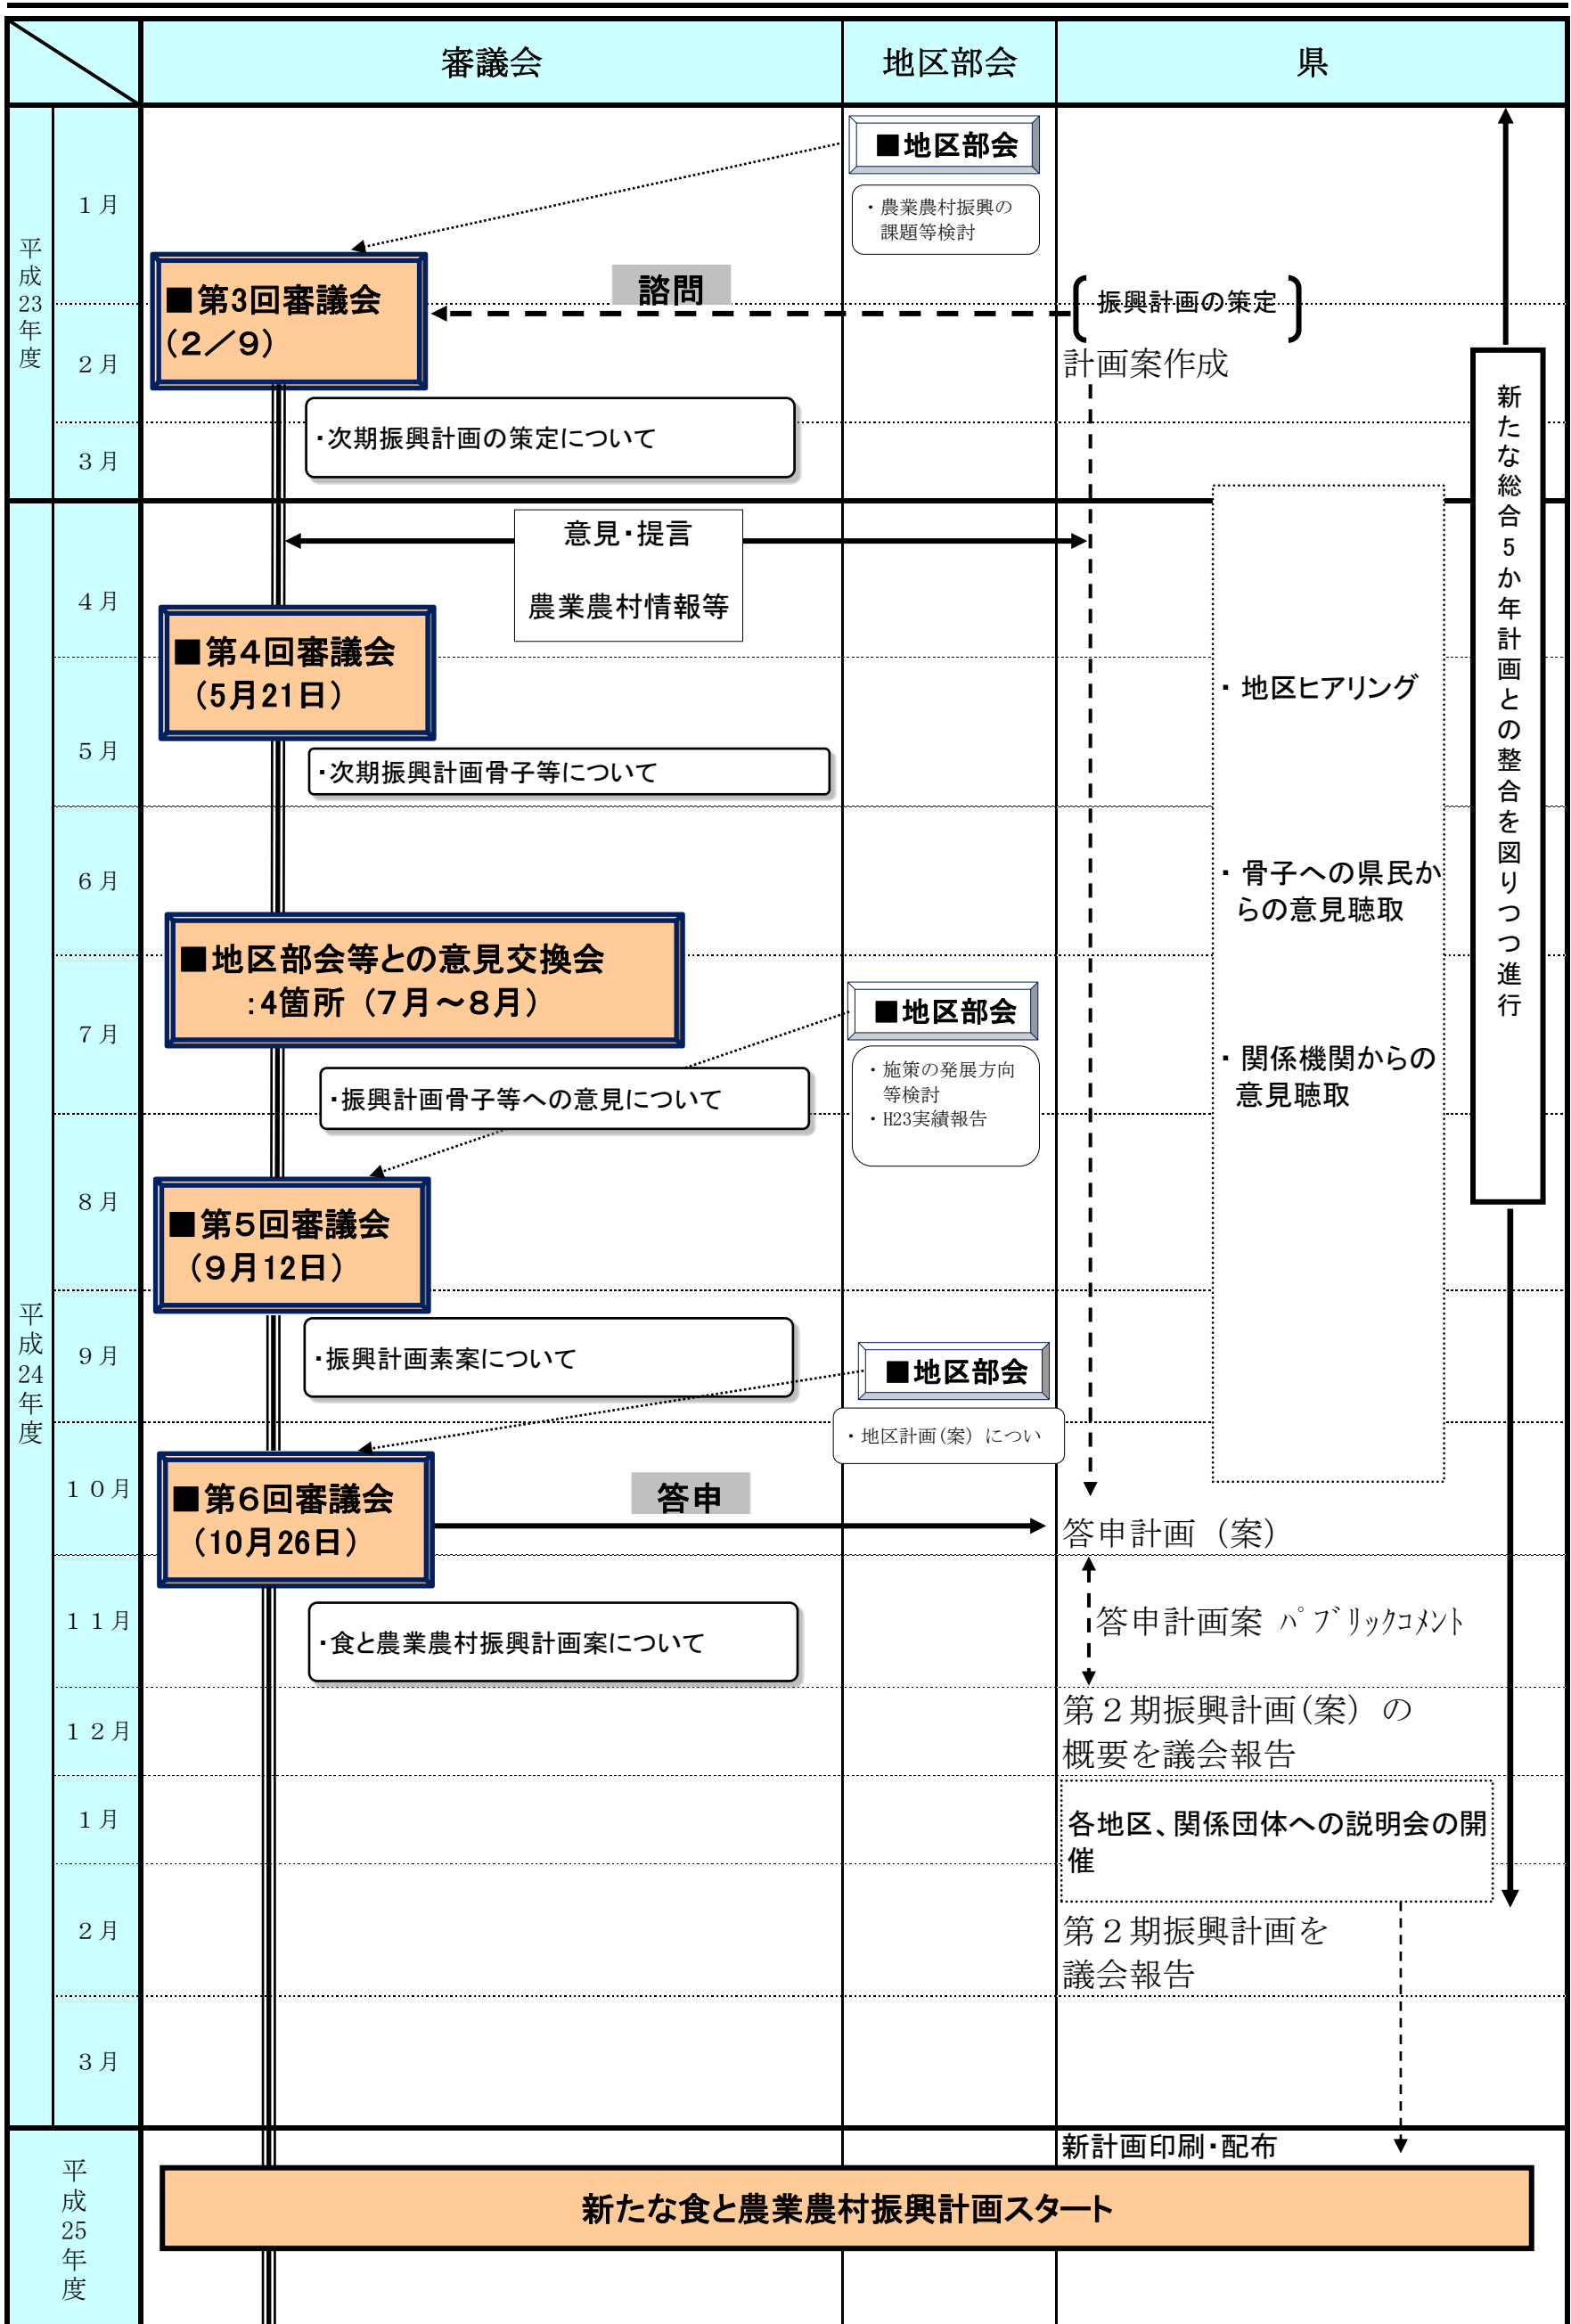 審議会
地区部会
県
平成23年度
1月
■地区部会
・農業農村振興の
課題等検討
■第3回審議会
(2/9)
諮問
振興計画の策定
2月
計画案作成
・次期振興計画の策定について
3月
新たな総合5か年計画との整合を図りつつ進行
平成24年度
意見・提言
農業農村情報等
4月
■第4回審議会
(5月21日)
・地区ヒアリング
5月
・次期振興計画骨子等について
6月
・骨子への県民か
らの意見聴取
■地区部会等との意見交換会
:4箇所(7月～8月)
7月
■地区部会
・施策の発展方向
等検討
・H23実績報告
・関係機関からの
意見聴取
・振興計画骨子等への意見について
8月
■第5回審議会
(9月12日)
9月
・振興計画素案について
■地区部会
・地区計画(案)につい
10月
■第6回審議会
(10月26日)
答申
答申計画(案)
11月
・食と農業農村振興計画案について
答申計画案 ﾊﾟﾌﾞﾘｯｸｺﾒﾝﾄ
12月
第2期振興計画(案)の
概要を議会報告
1月
各地区、関係団体への説明会の開
催
2月
第2期振興計画を
議会報告
3月
平成25年度
新計画印刷・配布
新たな食と農業農村振興計画スタート